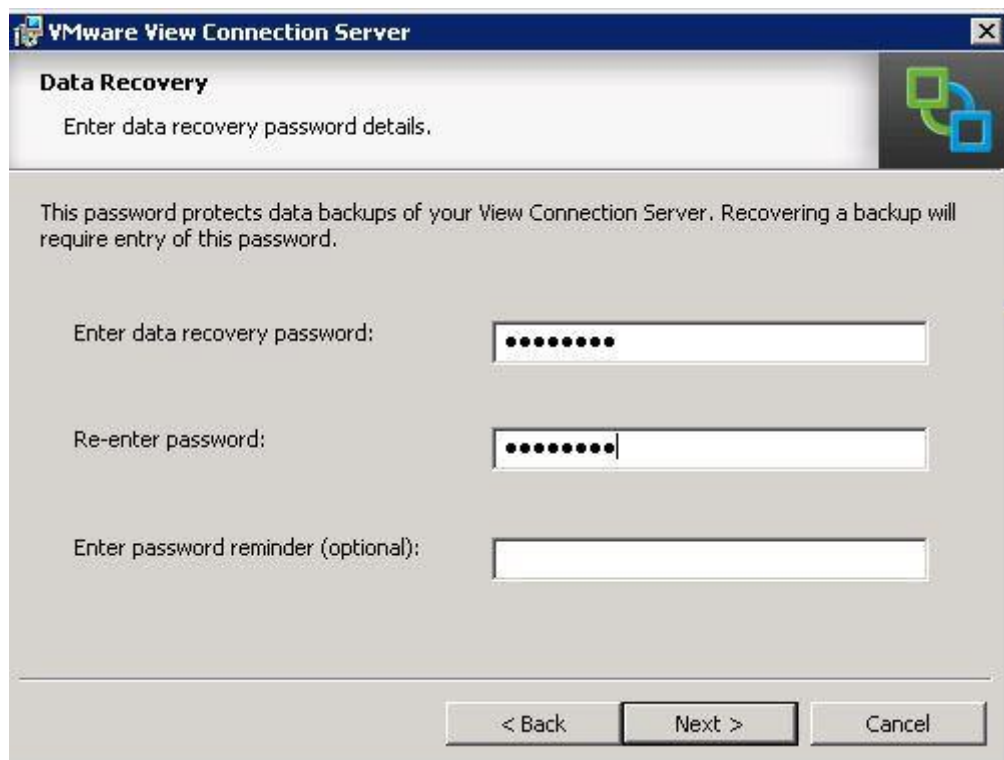 VMware View Connection Server
Data Recovery
Enter data recovery password details.
This password protects data backups of your View Connection Server. Recovering a backup will
require entry of this password.
Enter data recovery password:
●●●●●●●●
Re-enter password:
●●●●●●●●
Enter password reminder (optional):
< Back
Next >
Cancel